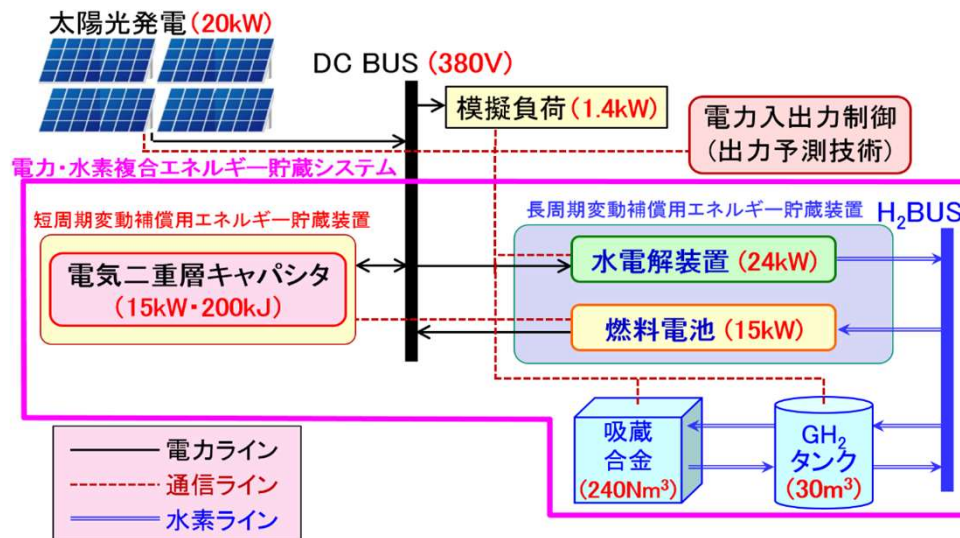 太陽光発電(20kW)
DC BUS (380V)
模擬負荷(1.4kW)
電力入出力制御
(出力予測技術)
電力・水素複合エネルギー貯蔵システム
短周期変動補償用エネルギー貯蔵装置
電気二重層キャパシタ
(15kW・200kJ)
長周期変動補償用エネルギー貯蔵装置
H₂BUS
水電解装置(24kW)
燃料電池(15kW)
吸蔵
合金
(240Nm³)
GH₂
タンク
(30m³)
電力ライン
通信ライン
水素ライン